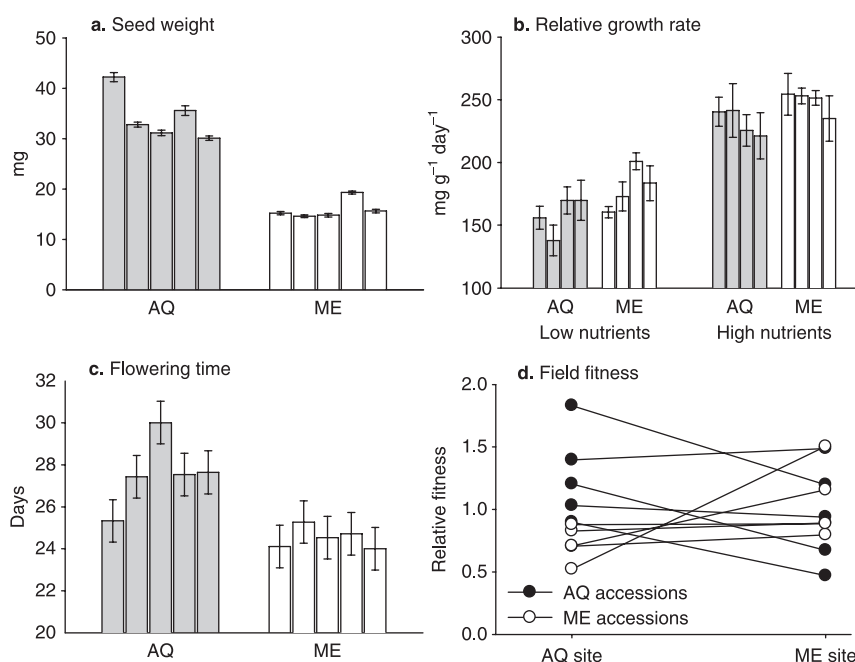 a. Seed weight
50
40
30
20
10
0
mg
AQ
ME
b. Relative growth rate
300
250
200
150
100
mg g⁻¹ day⁻¹
AQ
ME
AQ
ME
Low nutrients
High nutrients
c. Flowering time
32
30
28
26
24
22
20
Days
AQ
ME
d. Field fitness
2.0
1.5
1.0
0.5
0.0
Relative fitness
AQ accessions
ME accessions
AQ site
ME site